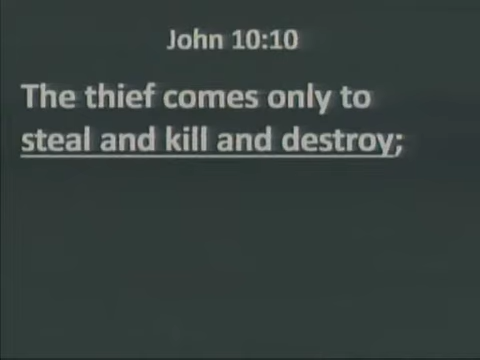 John 10:10
The thief comes only to
steal and kill and destroy;